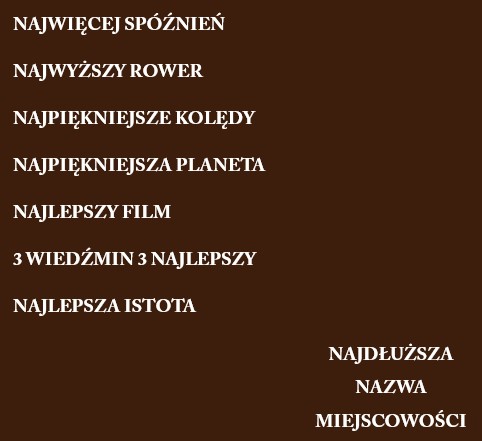 NAJWIĘCEJ SPÓŹNIEŃ
NAJWYŻSZY ROWER
NAJPIĘKNIEJSZE KOLĘDY
NAJPIĘKNIEJSZA PLANETA
NAJLEPSZY FILM
3 WIEDŹMIN 3 NAJLEPSZY
NAJLEPSZA ISTOTA
NAJDŁUŻSZA
NAZWA
MIEJSCOWOŚCI